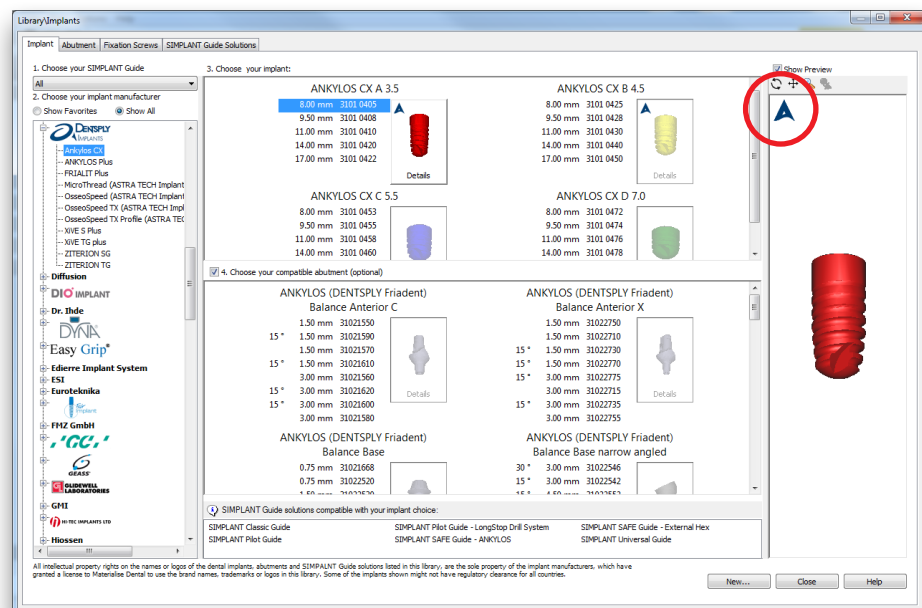 Library\Implants
Implant
Abutment
Fixation Screws
SIMPLANT Guide Solutions
1. Choose your SIMPLANT Guide
All
2. Choose your implant manufacturer
Show Favorites
Show All
DENTSPLY
IMPLANTS
Ankylos CX
ANKYLOS Plus
FRIALIT Plus
MicroThread (ASTRA TECH Implant
OsseoSpeed (ASTRA TECH Implant
OsseoSpeed TX (ASTRA TECH Impl
OsseoSpeed TX Profile (ASTRA TEC
XiVE S Plus
XiVE TG plus
ZITERION SG
ZITERION TG
Diffusion
DIO IMPLANT
Dr. Ihde
DYNA
Easy Grip
Edierre Implant System
ESI
Euroteknika
für
Implant
FMZ GmbH
GC
GEASS
GLIDEWELL
LABORATORIES
GMI
HI-TEC IMPLANTS LTD
Hiossen
3. Choose your implant:
ANKYLOS CX A 3.5
8.00 mm 3101 0405
9.50 mm 3101 0408
11.00 mm 3101 0410
14.00 mm 3101 0420
17.00 mm 3101 0422
Details
ANKYLOS CX B 4.5
8.00 mm 3101 0425
9.50 mm 3101 0428
11.00 mm 3101 0430
14.00 mm 3101 0440
17.00 mm 3101 0450
Details
ANKYLOS CX C 5.5
8.00 mm 3101 0453
9.50 mm 3101 0455
11.00 mm 3101 0458
14.00 mm 3101 0460
ANKYLOS CX D 7.0
8.00 mm 3101 0472
9.50 mm 3101 0474
11.00 mm 3101 0476
14.00 mm 3101 0478
4. Choose your compatible abutment (optional)
ANKYLOS (DENTSPLY Friadent)
Balance Anterior C
1.50 mm 31021550
15 ° 1.50 mm 31021590
1.50 mm 31021570
15 ° 1.50 mm 31021610
3.00 mm 31021560
15 ° 3.00 mm 31021620
15 ° 3.00 mm 31021600
3.00 mm 31021580
Details
ANKYLOS (DENTSPLY Friadent)
Balance Anterior X
1.50 mm 31022750
1.50 mm 31022710
15 ° 1.50 mm 31022730
15 ° 1.50 mm 31022770
15 ° 3.00 mm 31022775
3.00 mm 31022715
15 ° 3.00 mm 31022735
3.00 mm 31022755
Details
ANKYLOS (DENTSPLY Friadent)
Balance Base
0.75 mm 31021668
0.75 mm 31022520
ANKYLOS (DENTSPLY Friadent)
Balance Base narrow angled
30 ° 3.00 mm 31022546
15 ° 3.00 mm 31022542
SIMPLANT Guide solutions compatible with your implant choice:
SIMPLANT Classic Guide
SIMPLANT Pilot Guide - LongStop Drill System
SIMPLANT SAFE Guide - External Hex
SIMPLANT Pilot Guide
SIMPLANT SAFE Guide - ANKYLOS
SIMPLANT Universal Guide
Show Preview
All intellectual property rights on the names or logos of the dental implants, abutments and SIMPALNT Guide solutions listed in this library, are the sole property of the implant manufacturers, which have
granted a license to Materialise Dental to use the brand names, trademarks or logos in this library. Some of the implants shown might not have regulatory clearance for all countries.
New...
Close
Help